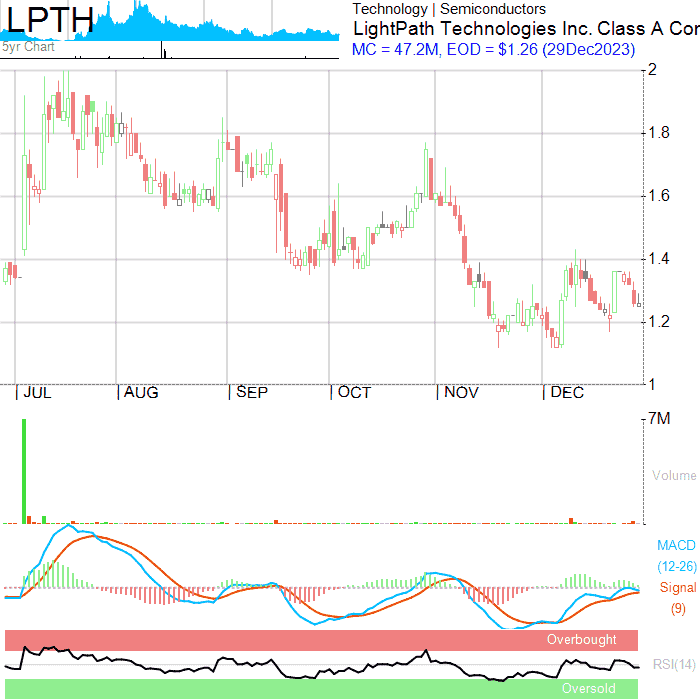 LPTH
5yr Chart
Technology | Semiconductors
LightPath Technologies Inc. Class A Cor
MC = 47.2M, EOD = $1.26 (29Dec2023)
2
1.8
1.6
1.4
1.2
1
JUL AUG SEP OCT NOV DEC
7M
Volume
MACD
(12-26)
Signal
(9)
Overbought
RSI(14)
Oversold